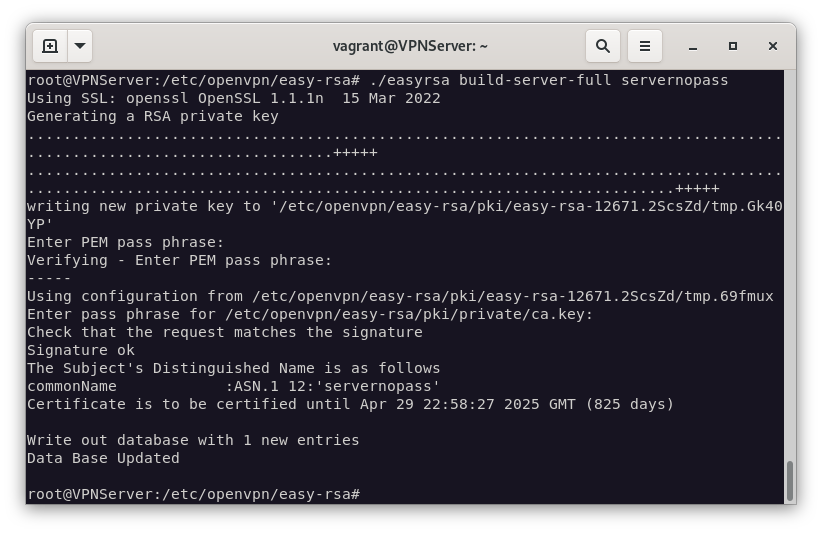 vagrant@VPNServer: ~
root@VPNServer:/etc/openvpn/easy-rsa# ./easyrsa build-server-full servernopass
Using SSL: openssl OpenSSL 1.1.1n  15 Mar 2022
Generating a RSA private key
....................................................................................
..................................+++++
....................................................................................
........................................................................+++++
writing new private key to '/etc/openvpn/easy-rsa/pki/easy-rsa-12671.2ScsZd/tmp.Gk40
YP'
Enter PEM pass phrase:
Verifying - Enter PEM pass phrase:
-----
Using configuration from /etc/openvpn/easy-rsa/pki/easy-rsa-12671.2ScsZd/tmp.69fmux
Enter pass phrase for /etc/openvpn/easy-rsa/pki/private/ca.key:
Check that the request matches the signature
Signature ok
The Subject's Distinguished Name is as follows
commonName            :ASN.1 12:'servernopass'
Certificate is to be certified until Apr 29 22:58:27 2025 GMT (825 days)
Write out database with 1 new entries
Data Base Updated
root@VPNServer:/etc/openvpn/easy-rsa#